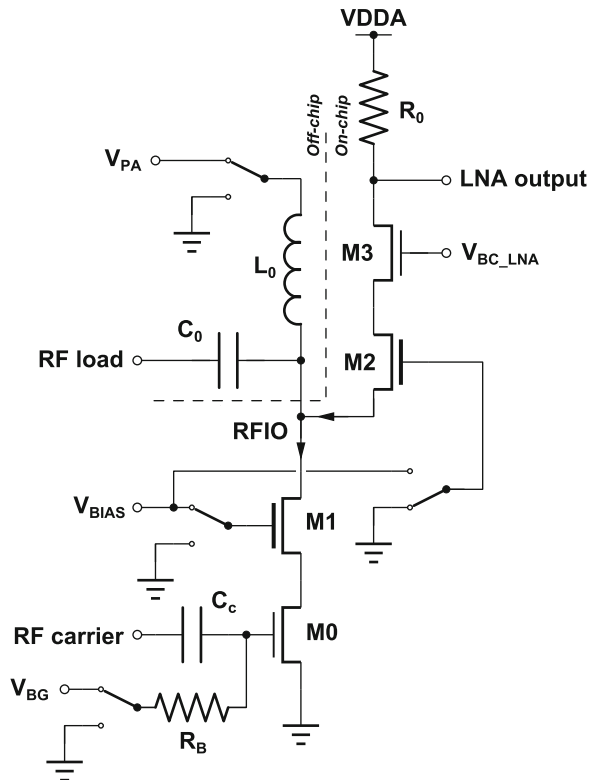 VDDA
R0
Off-chip
On-chip
VPA
LNA output
M3
VBC_LNA
L0
C0
RF load
M2
RFIO
VBIAS
M1
Cc
RF carrier
M0
VBG
RB